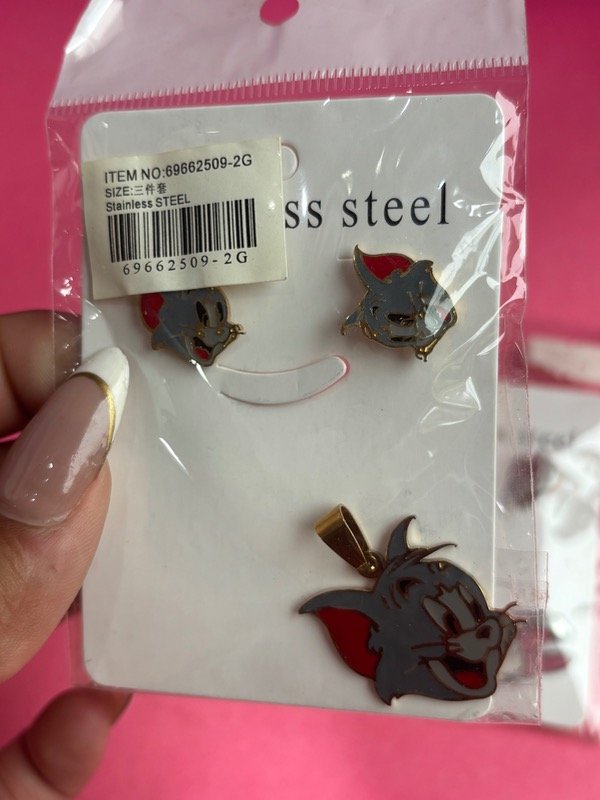 ITEM NO:69662509-2G
SIZE:三件套
Stainless STEEL
69662509-2G
ss steel